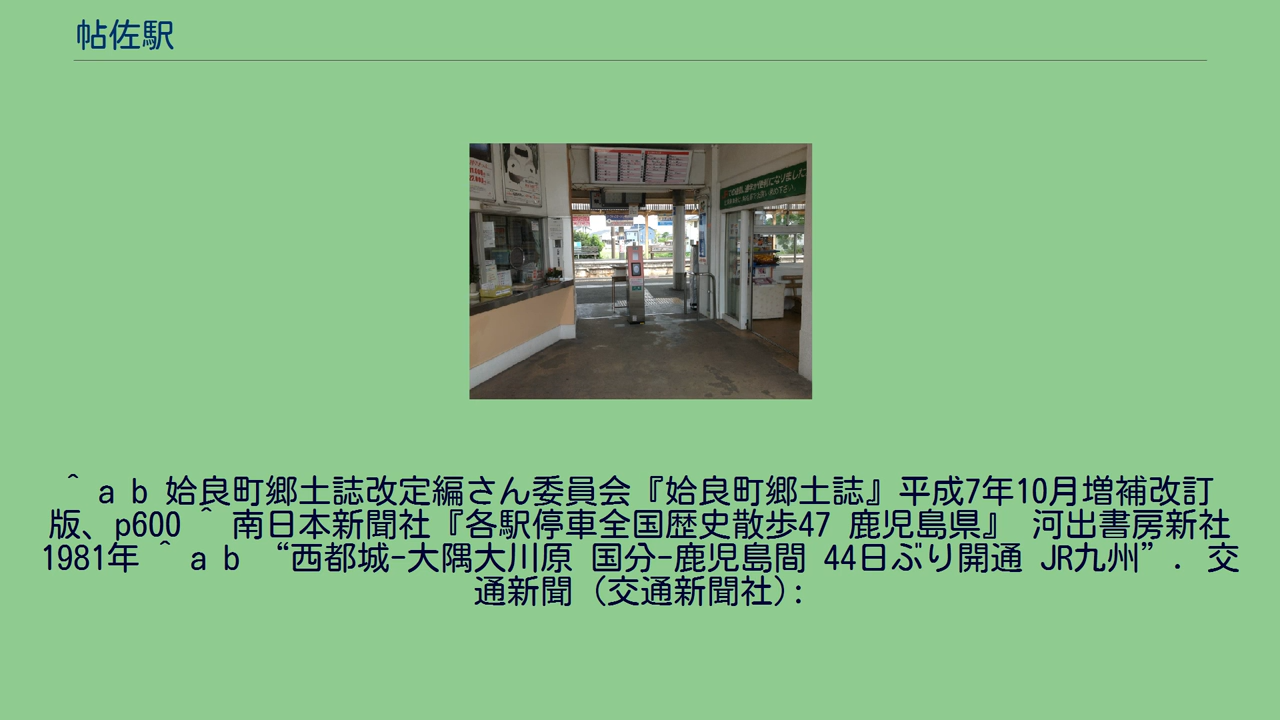 帖佐駅
^ a b 姶良町郷土誌改定編さん委員会『姶良町郷土誌』平成7年10月増補改訂
版、p600 ^ 南日本新聞社『各駅停車全国歴史散歩47 鹿児島県』 河出書房新社
1981年 ^ a b “西都城-大隅大川原 国分-鹿児島間 44日ぶり開通 JR九州”. 交
通新聞 (交通新聞社):